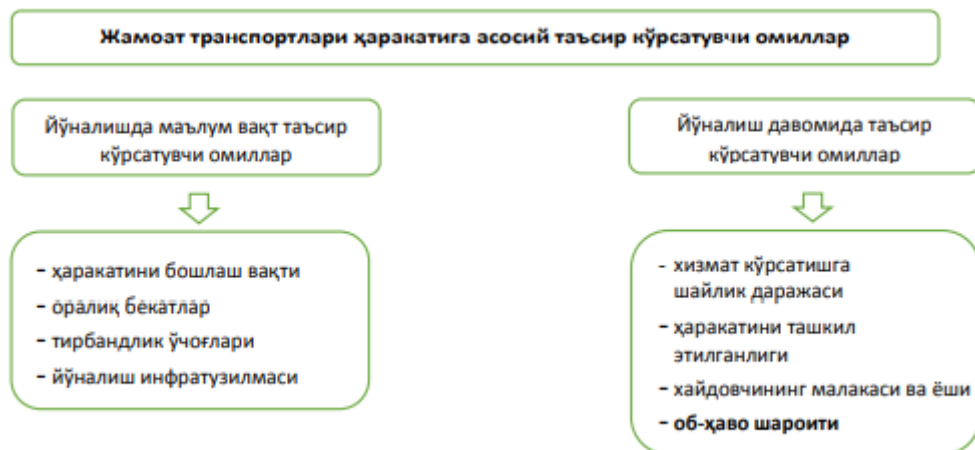 Жамоат транспортлари ҳаракатига асосий таъсир кўрсатувчи омиллар
Йўналишда маълум вақт таъсир
кўрсатувчи омиллар
- ҳаракатини бошлаш вақти
- оралиқ бекатлар
- тирбандлик ўчоғлари
- йўналиш инфратузилмаси
Йўналиш давомида таъсир
кўрсатувчи омиллар
- хизмат кўрсатишга
шайлик даражаси
- ҳаракатини ташкил
этилганлиги
- хайдовчининг малакаси ва ёши
- об-ҳаво шароити